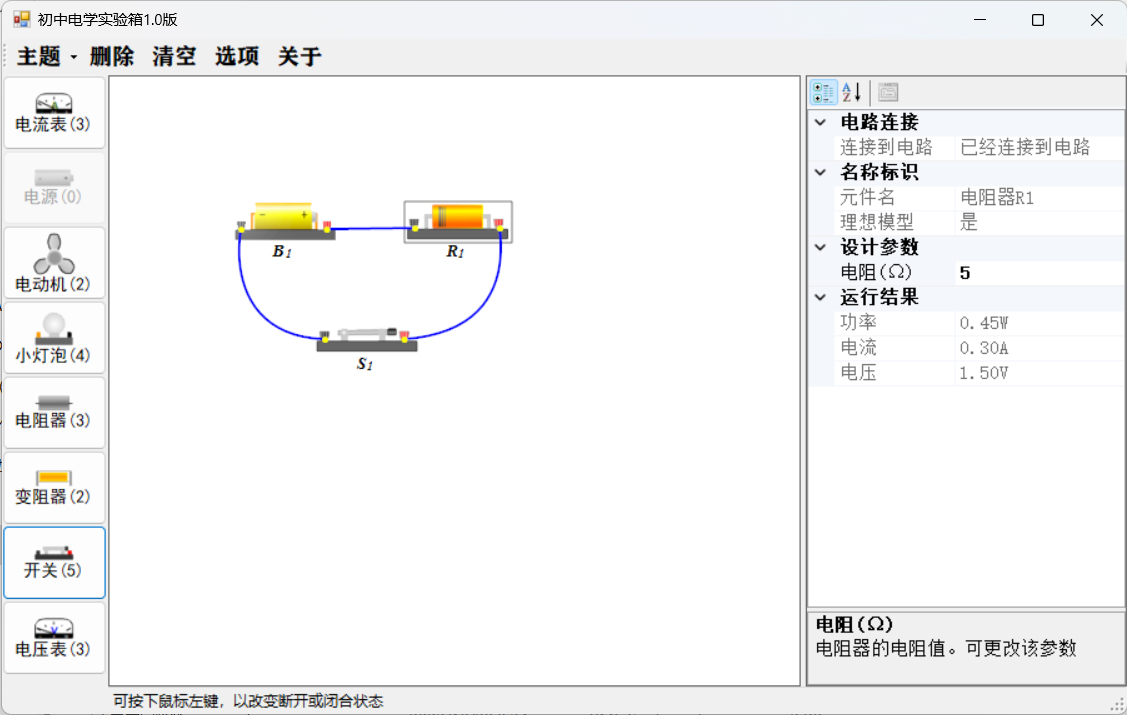 初中电学实验箱1.0版
主题 删除 清空 选项 关于
电流表(3)
电源(0)
电动机(2)
小灯泡(4)
电阻器(3)
变阻器(2)
开关(5)
电压表(3)
- +
B1
R1
S1
电路连接
连接到电路 已经连接到电路
名称标识
元件名 电阻器R1
理想模型 是
设计参数
电阻(Ω) 5
运行结果
功率 0.45W
电流 0.30A
电压 1.50V
电阻(Ω)
电阻器的电阻值。可更改该参数
可按下鼠标左键，以改变断开或闭合状态